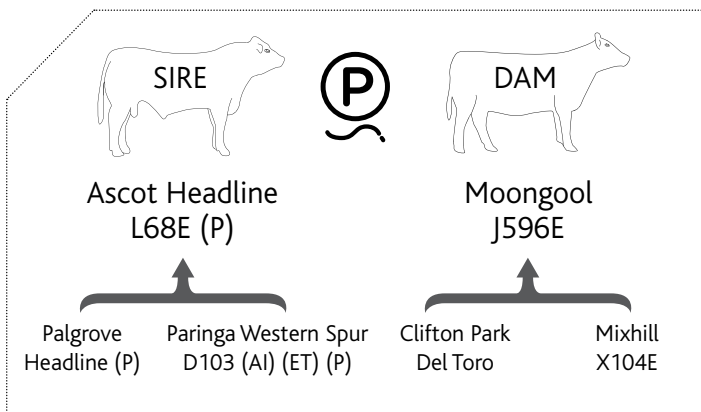 SIRE
P
DAM
Ascot Headline
L68E (P)
Moongool
J596E
Palgrove
Headline (P)
Paringa Western Spur
D103 (AI) (ET) (P)
Clifton Park
Del Toro
Mixhill
X104E